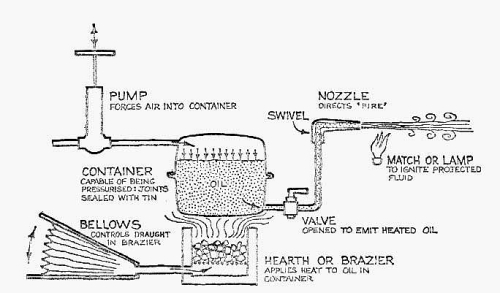 PUMP
FORCES AIR INTO CONTAINER
NOZZLE
DIRECTS "FIRE"
SWIVEL
MATCH OR LAMP
TO IGNITE PROJECTED
FLUID
CONTAINER
CAPABLE OF BEING
PRESSURISED: JOINTS
SEALED WITH TIN
OIL
BELLOWS
CONTROLS DRAUGHT
IN BRAZIER
VALVE
OPENED TO EMIT HEATED OIL
HEARTH OR BRAZIER
APPLIES HEAT TO OIL IN
CONTAINER